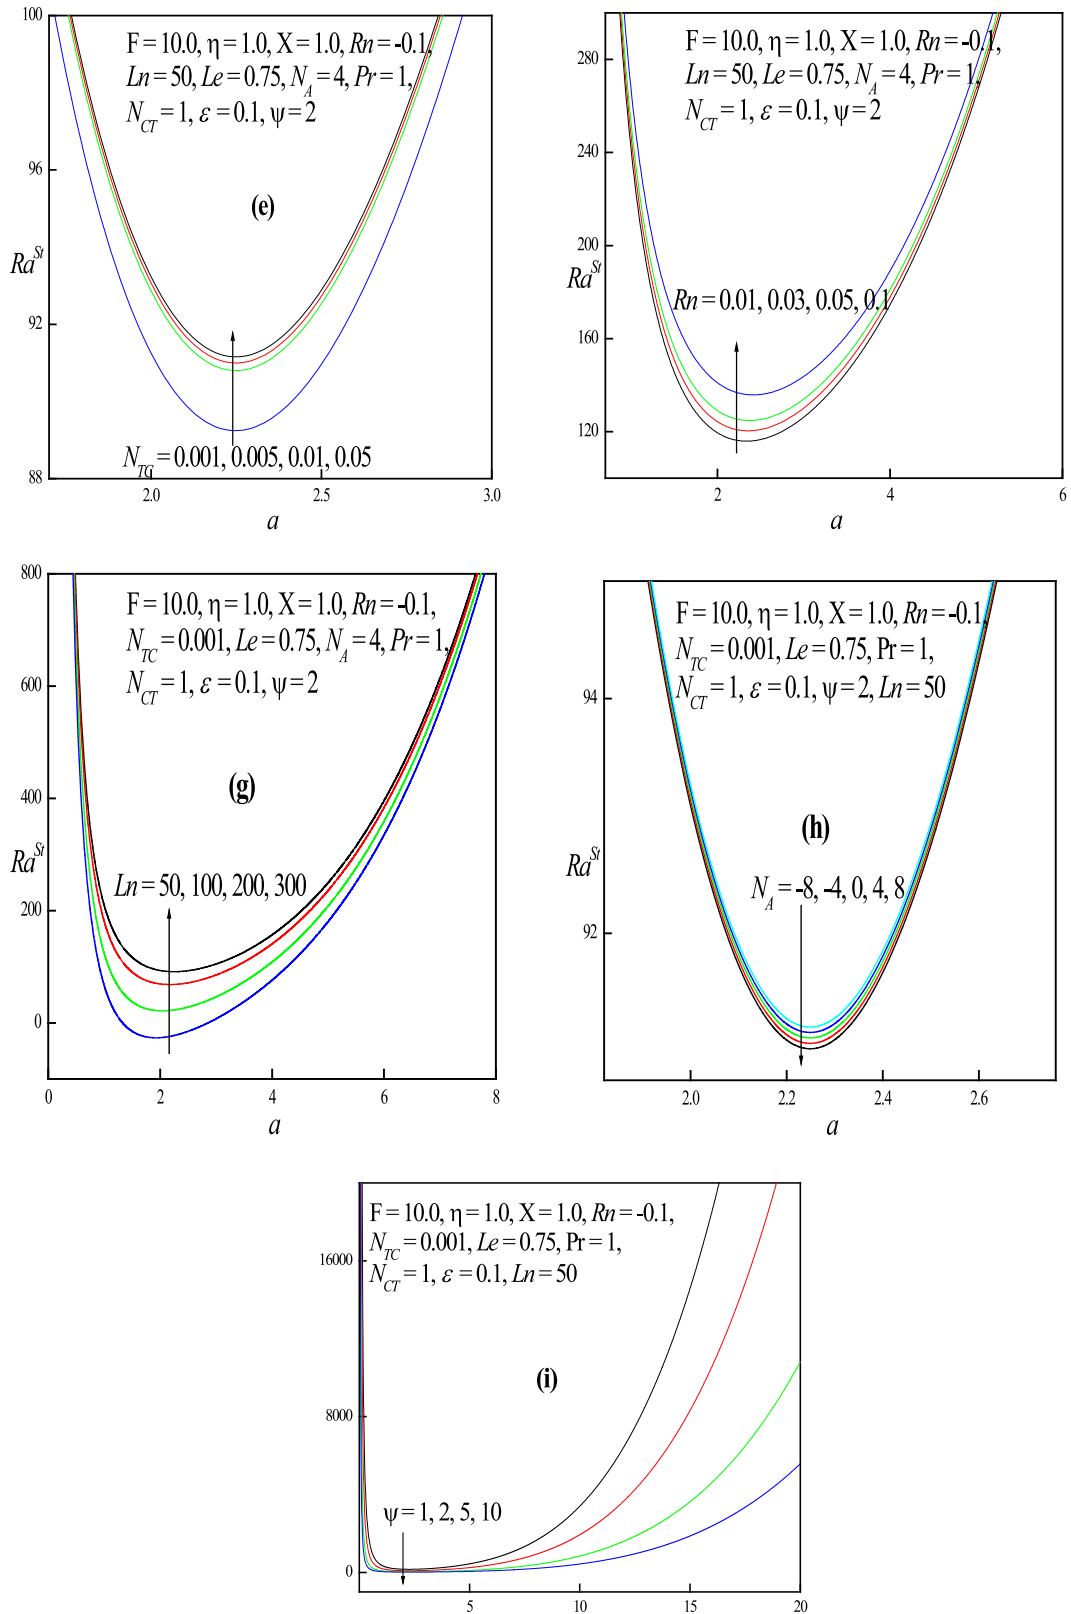 100
F = 10.0, η = 1.0, X = 1.0, Rn = -0.1,
Ln = 50, Le = 0.75, N_A = 4, Pr = 1,
N_CT = 1, ε = 0.1, ψ = 2
96
(e)
Ra^St
92
N_TG = 0.001, 0.005, 0.01, 0.05
88
2.0 2.5 3.0
a
280
F = 10.0, η = 1.0, X = 1.0, Rn = -0.1,
Ln = 50, Le = 0.75, N_A = 4, Pr = 1,
N_CT = 1, ε = 0.1, ψ = 2
240
200
Ra^St
Rn = 0.01, 0.03, 0.05, 0.1
160
120
2 4 6
a
800
F = 10.0, η = 1.0, X = 1.0, Rn = -0.1,
N_TC = 0.001, Le = 0.75, N_A = 4, Pr = 1,
N_CT = 1, ε = 0.1, ψ = 2
600
(g)
400
Ra^St
Ln = 50, 100, 200, 300
200
0
0 2 4 6 8
a
F = 10.0, η = 1.0, X = 1.0, Rn = -0.1,
N_TC = 0.001, Le = 0.75, Pr = 1,
N_CT = 1, ε = 0.1, ψ = 2, Ln = 50
94
(h)
Ra^St
N_A = -8, -4, 0, 4, 8
92
2.0 2.2 2.4 2.6
a
F = 10.0, η = 1.0, X = 1.0, Rn = -0.1,
N_TC = 0.001, Le = 0.75, Pr = 1,
16000
N_CT = 1, ε = 0.1, Ln = 50
(i)
8000
ψ = 1, 2, 5, 10
0
5 10 15 20